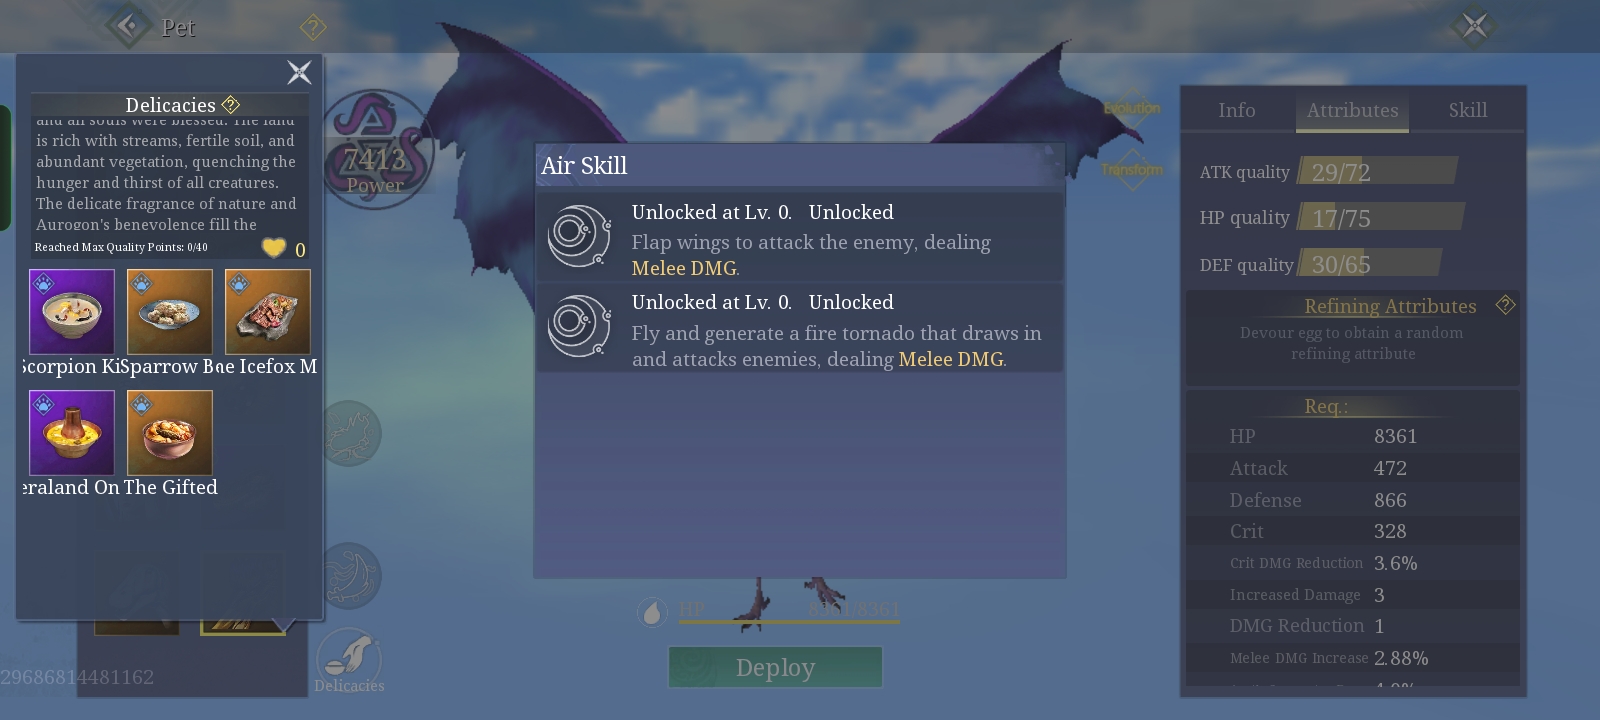 Pet
?
Delicacies ?
and all souls were blessed. The land
is rich with streams, fertile soil, and
abundant vegetation, quenching the
hunger and thirst of all creatures.
The delicate fragrance of nature and
Aurogon's benevolence fill the
Reached Max Quality Points: 0/40
0
Scorpion Ki
Sparrow B
e Icefox M
eraland On
The Gifted
29686814481162
7413
Power
Delicacies
Air Skill
Unlocked at Lv. 0. Unlocked
Flap wings to attack the enemy, dealing
Melee DMG.
Unlocked at Lv. 0. Unlocked
Fly and generate a fire tornado that draws in
and attacks enemies, dealing Melee DMG.
HP 8361/8361
Deploy
Evolution
Transform
Info Attributes Skill
ATK quality 29/72
HP quality 17/75
DEF quality 30/65
Refining Attributes ?
Devour egg to obtain a random
refining attribute
Req.:
HP 8361
Attack 472
Defense 866
Crit 328
Crit DMG Reduction 3.6%
Increased Damage 3
DMG Reduction 1
Melee DMG Increase 2.88%